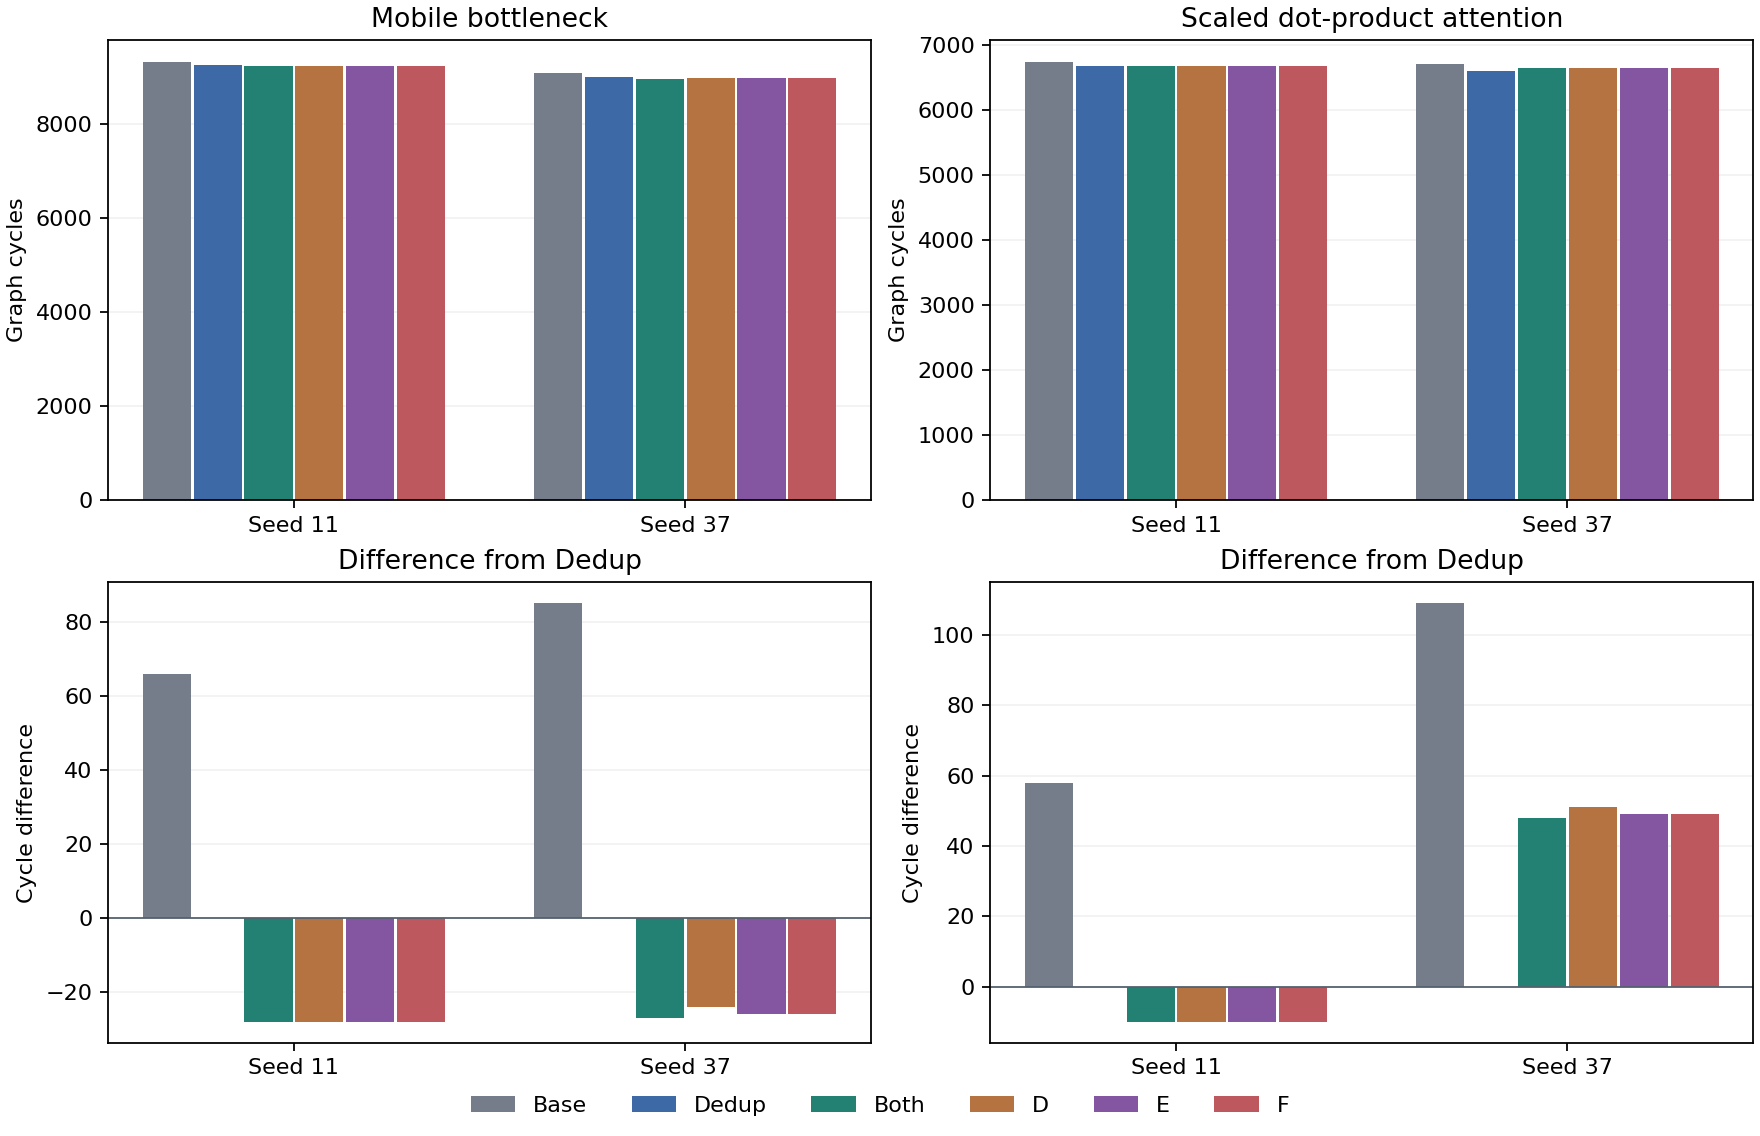 Mobile bottleneck
Graph cycles
8000
6000
4000
2000
0
Seed 11 Seed 37
Scaled dot-product attention
Graph cycles
7000
6000
5000
4000
3000
2000
1000
0
Seed 11 Seed 37
Difference from Dedup
Cycle difference
80
60
40
20
0
−20
Seed 11 Seed 37
Difference from Dedup
Cycle difference
100
80
60
40
20
0
Seed 11 Seed 37
Base Dedup Both D E F